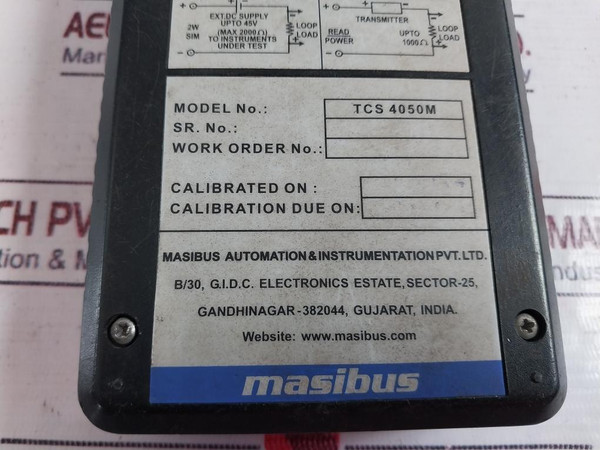 EXT.DC SUPPLY
UPTO 45V
2W
SIM
(MAX 2000Ω)
TO INSTRUMENTS
UNDER TEST
LOOP
LOAD
TRANSMITTER
READ
POWER
UPTO
1000Ω
LOOP
LOAD
MODEL No.: TCS 4050M
SR. No.:
WORK ORDER No.:
CALIBRATED ON :
CALIBRATION DUE ON:
MASIBUS AUTOMATION & INSTRUMENTATION PVT. LTD.
B/30, G.I.D.C. ELECTRONICS ESTATE, SECTOR-25,
GANDHINAGAR-382044, GUJARAT, INDIA.
Website: www.masibus.com
masibus